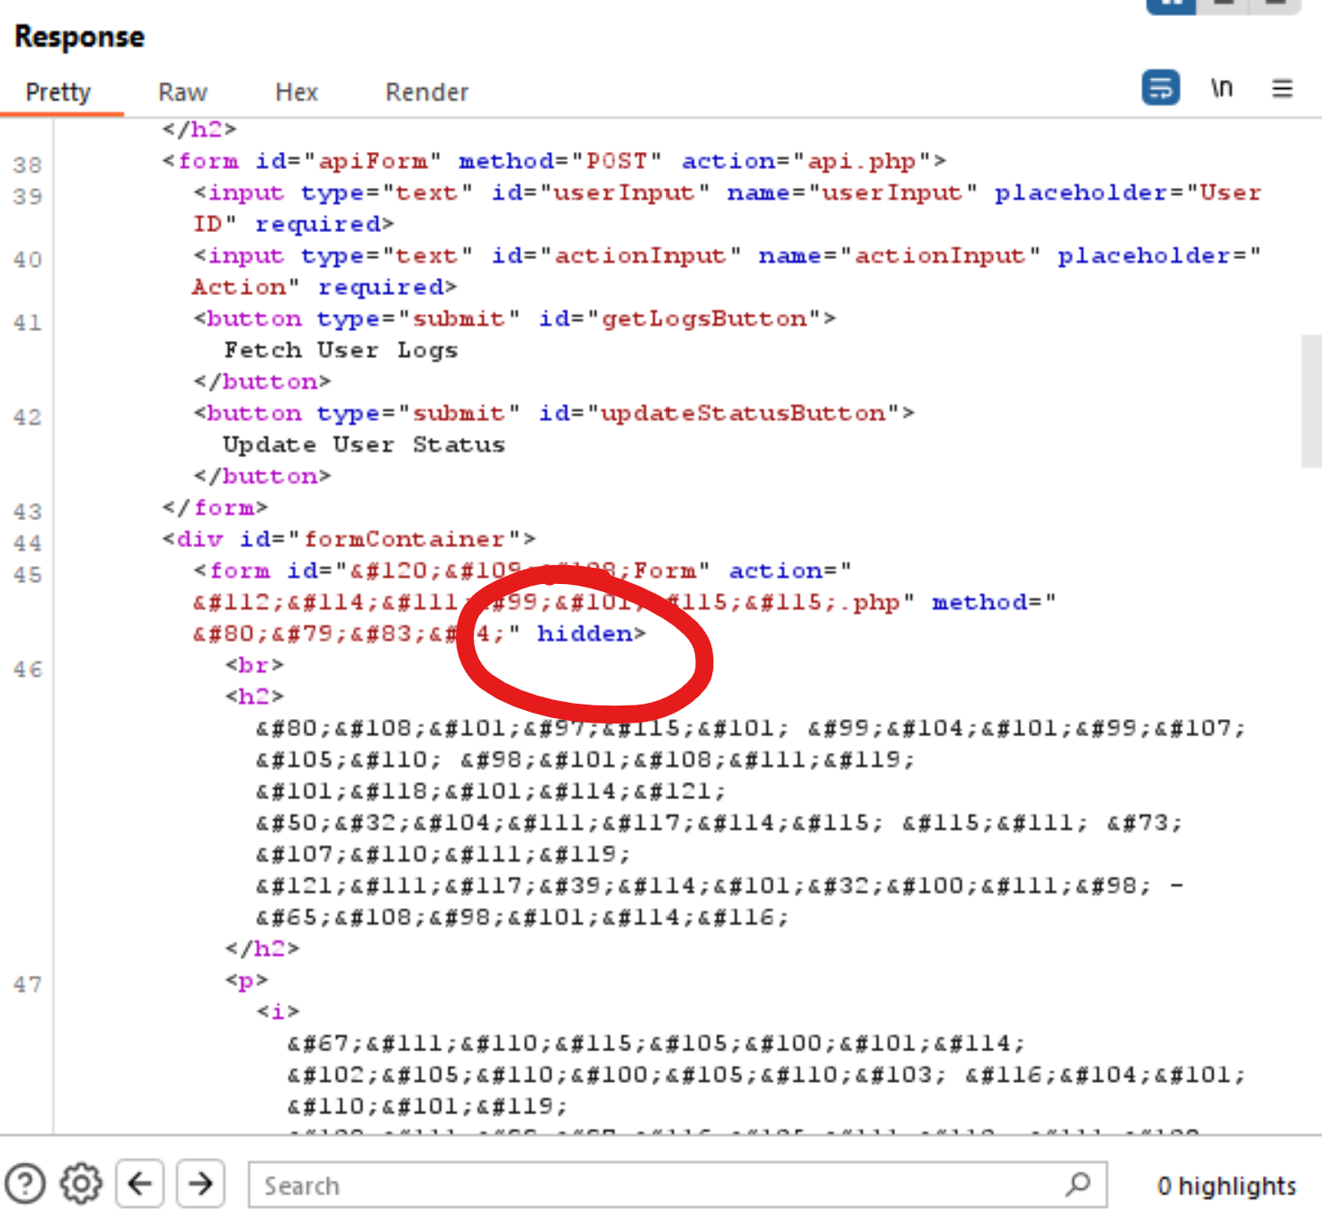 Response
Pretty Raw Hex Render \n
</h2>
38 <form id="apiForm" method="POST" action="api.php">
39 <input type="text" id="userInput" name="userInput" placeholder="User
ID" required>
40 <input type="text" id="actionInput" name="actionInput" placeholder="
Action" required>
41 <button type="submit" id="getLogsButton">
Fetch User Logs
</button>
42 <button type="submit" id="updateStatusButton">
Update User Status
</button>
43 </form>
44 <div id="formContainer">
45 <form id="&#120;&#109;&#108;Form" action="
&#112;&#114;&#111;&#99;&#101;&#115;&#115;.php" method="
&#80;&#79;&#83;&#84;" hidden>
46 <br>
<h2>
&#80;&#108;&#101;&#97;&#115;&#101; &#99;&#104;&#101;&#99;&#107;
&#105;&#110; &#98;&#101;&#108;&#111;&#119;
&#101;&#118;&#101;&#114;&#121;
&#50;&#32;&#104;&#111;&#117;&#114;&#115; &#115;&#111; &#73;
&#107;&#110;&#111;&#119;
&#121;&#111;&#117;&#39;&#114;&#101;&#32;&#100;&#111;&#98; -
&#65;&#108;&#98;&#101;&#114;&#116;
</h2>
47 <p>
<i>
&#67;&#111;&#110;&#115;&#105;&#100;&#101;&#114;
&#102;&#105;&#110;&#100;&#105;&#110;&#103; &#116;&#104;&#101;
&#110;&#101;&#119;
Search 0 highlights